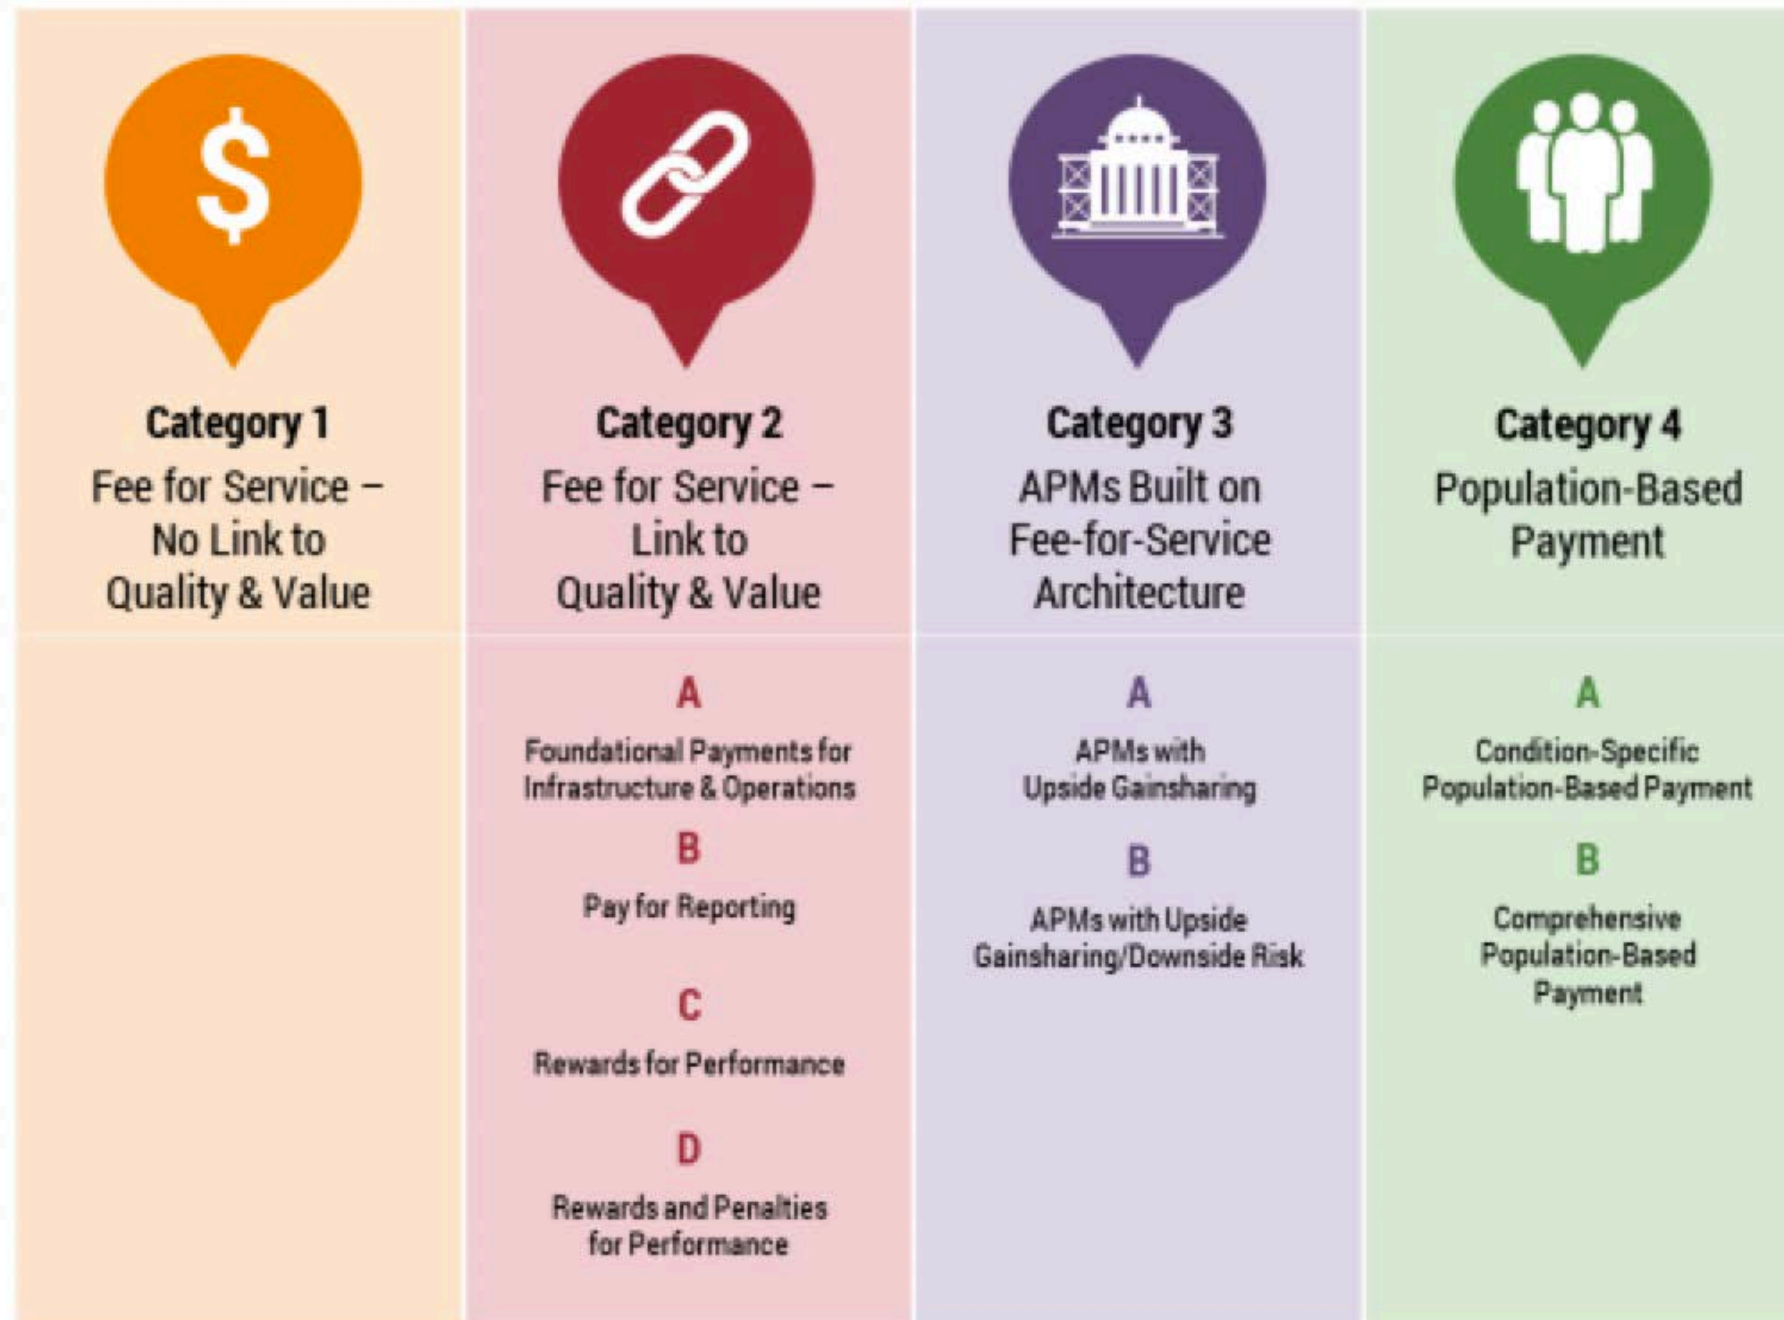 $
Category 1
Fee for Service –
No Link to
Quality & Value
Category 2
Fee for Service –
Link to
Quality & Value
A
Foundational Payments for
Infrastructure & Operations
B
Pay for Reporting
C
Rewards for Performance
D
Rewards and Penalties
for Performance
Category 3
APMs Built on
Fee-for-Service
Architecture
A
APMs with
Upside Gainsharing
B
APMs with Upside
Gainsharing/Downside Risk
Category 4
Population-Based
Payment
A
Condition-Specific
Population-Based Payment
B
Comprehensive
Population-Based
Payment